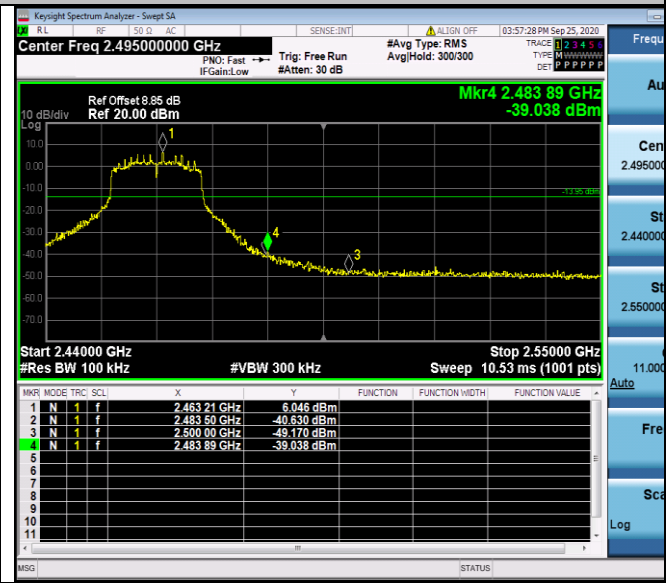 Keysight Spectrum Analyzer - Swept SA
LXI RL RF 50 Ω AC SENSE:INT ALIGN OFF 03:57:28 PM Sep 25, 2020
Center Freq 2.495000000 GHz #Avg Type: RMS TRACE 1 2 3 4 5 6
PNO: Fast Trig: Free Run Avg|Hold: 300/300 TYPE M WWWWW
IFGain:Low #Atten: 30 dB DET P P P P P P
Mkr4 2.483 89 GHz
-39.038 dBm
Ref Offset 8.85 dB
10 dB/div Ref 20.00 dBm
Log
1
10.0
0.00
-10.0
-13.95 dBm
-20.0
-30.0
4
-40.0
3
-50.0
-60.0
-70.0
Start 2.44000 GHz Stop 2.55000 GHz
#Res BW 100 kHz #VBW 300 kHz Sweep 10.53 ms (1001 pts)
MKR MODE TRC SCL X Y FUNCTION FUNCTION WIDTH FUNCTION VALUE
1 N 1 f 2.463 21 GHz 6.046 dBm
2 N 1 f 2.483 50 GHz -40.630 dBm
3 N 1 f 2.500 00 GHz -49.170 dBm
4 N 1 f 2.483 89 GHz -39.038 dBm
5
6
7
8
9
10
11
MSG STATUS
Frequ
Au
Cen
2.495000
St
2.440000
St
2.550000
11.000
Auto
Fre
Sca
Log